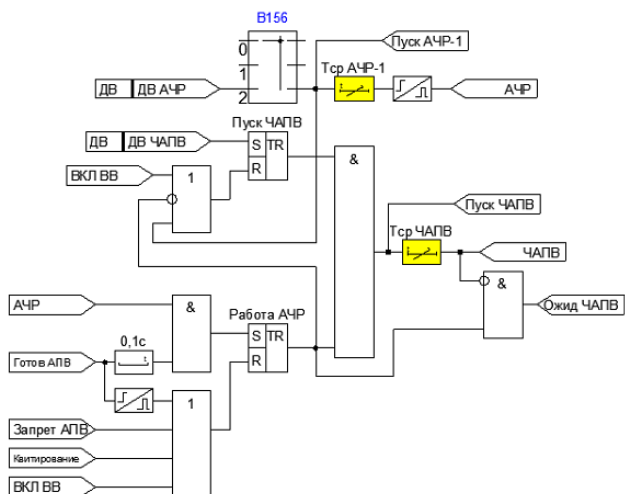 B156
0
1
2
Пуск АЧР-1
Тср АЧР-1
ДВ ДВ АЧР
АЧР
Пуск ЧАПВ
ДВ ДВ ЧАПВ
S TR
R
&
ВКЛ ВВ
1
Пуск ЧАПВ
Тср ЧАПВ
ЧАПВ
&
Ожид ЧАПВ
АЧР
&
Работа АЧР
S TR
R
0,1с
Готов АПВ
1
Запрет АПВ
Квитирование
ВКЛ ВВ